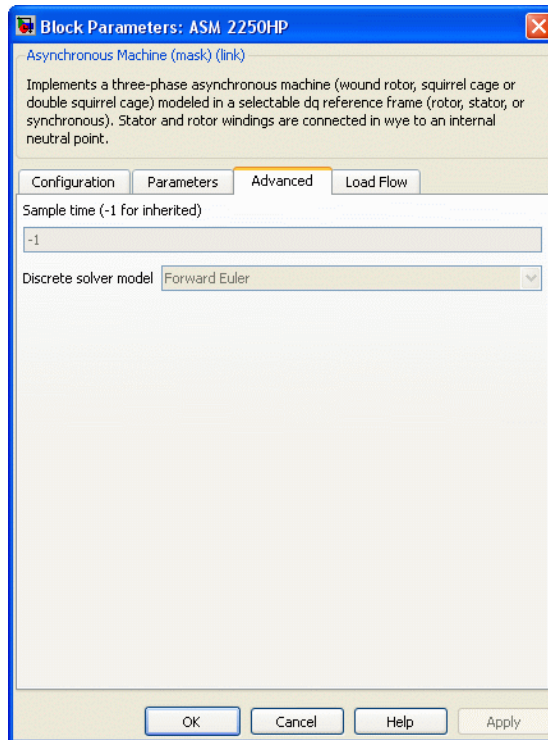 Block Parameters: ASM 2250HP
Asynchronous Machine (mask) (link)
Implements a three-phase asynchronous machine (wound rotor, squirrel cage or
double squirrel cage) modeled in a selectable dq reference frame (rotor, stator, or
synchronous). Stator and rotor windings are connected in wye to an internal
neutral point.
Configuration Parameters Advanced Load Flow
Sample time (-1 for inherited)
-1
Discrete solver model Forward Euler
OK Cancel Help Apply